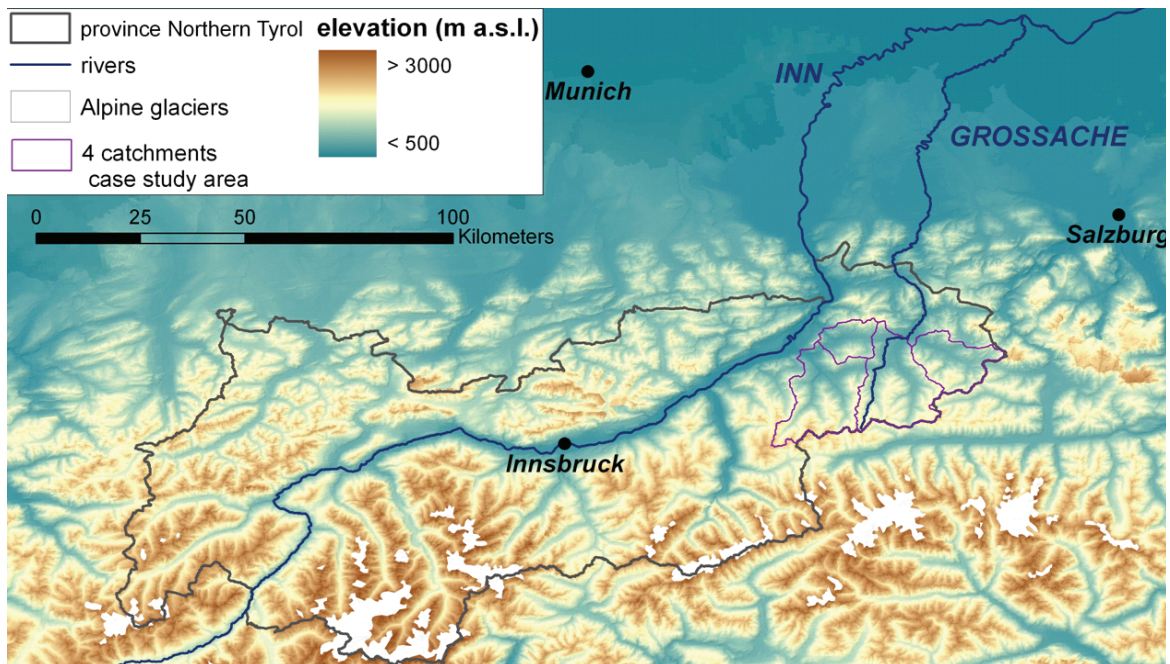 province Northern Tyrol
rivers
Alpine glaciers
4 catchments
case study area
elevation (m a.s.l.)
> 3000
< 500
0 25 50 100
Kilometers
Munich
INN
GROSSACHE
Salzburg
Innsbruck